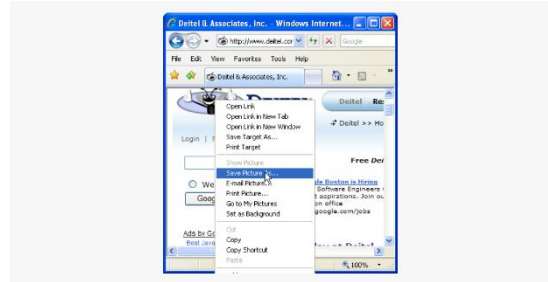 Deitel & Associates, Inc. - Windows Internet...
http://www.deitel.cor
Google
File Edit View Favorites Tools Help
Deitel & Associates, Inc.
DEITEL
Deitel Re
Deitel >> Ho
Login |
Open Link
Open Link in New Tab
Open Link in New Window
Save Target As...
Print Target
Show Picture
Free Dei
Save Picture As...
We
E-mail Picture...
le Boston is Hiring
Software Engineers
Print Picture...
t aspirations. Join ou
Goog
Go to My Pictures
on office
Set as Background
google.com/jobs
Cut
Ads by Go
Copy
Best Java
Copy Shortcut
Paste
100%